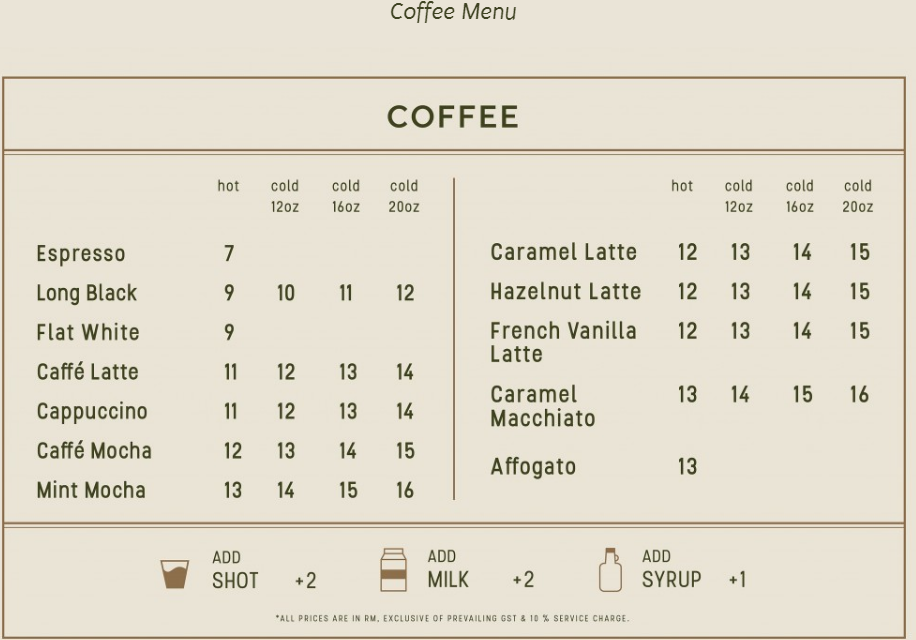 Coffee Menu
COFFEE
hot cold cold cold
12oz 16oz 20oz
Espresso 7
Long Black 9 10 11 12
Flat White 9
Caffé Latte 11 12 13 14
Cappuccino 11 12 13 14
Caffé Mocha 12 13 14 15
Mint Mocha 13 14 15 16
hot cold cold cold
12oz 16oz 20oz
Caramel Latte 12 13 14 15
Hazelnut Latte 12 13 14 15
French Vanilla 12 13 14 15
Latte
Caramel 13 14 15 16
Macchiato
Affogato 13
ADD
SHOT +2
ADD
MILK +2
ADD
SYRUP +1
*ALL PRICES ARE IN RM, EXCLUSIVE OF PREVAILING GST & 10 % SERVICE CHARGE.